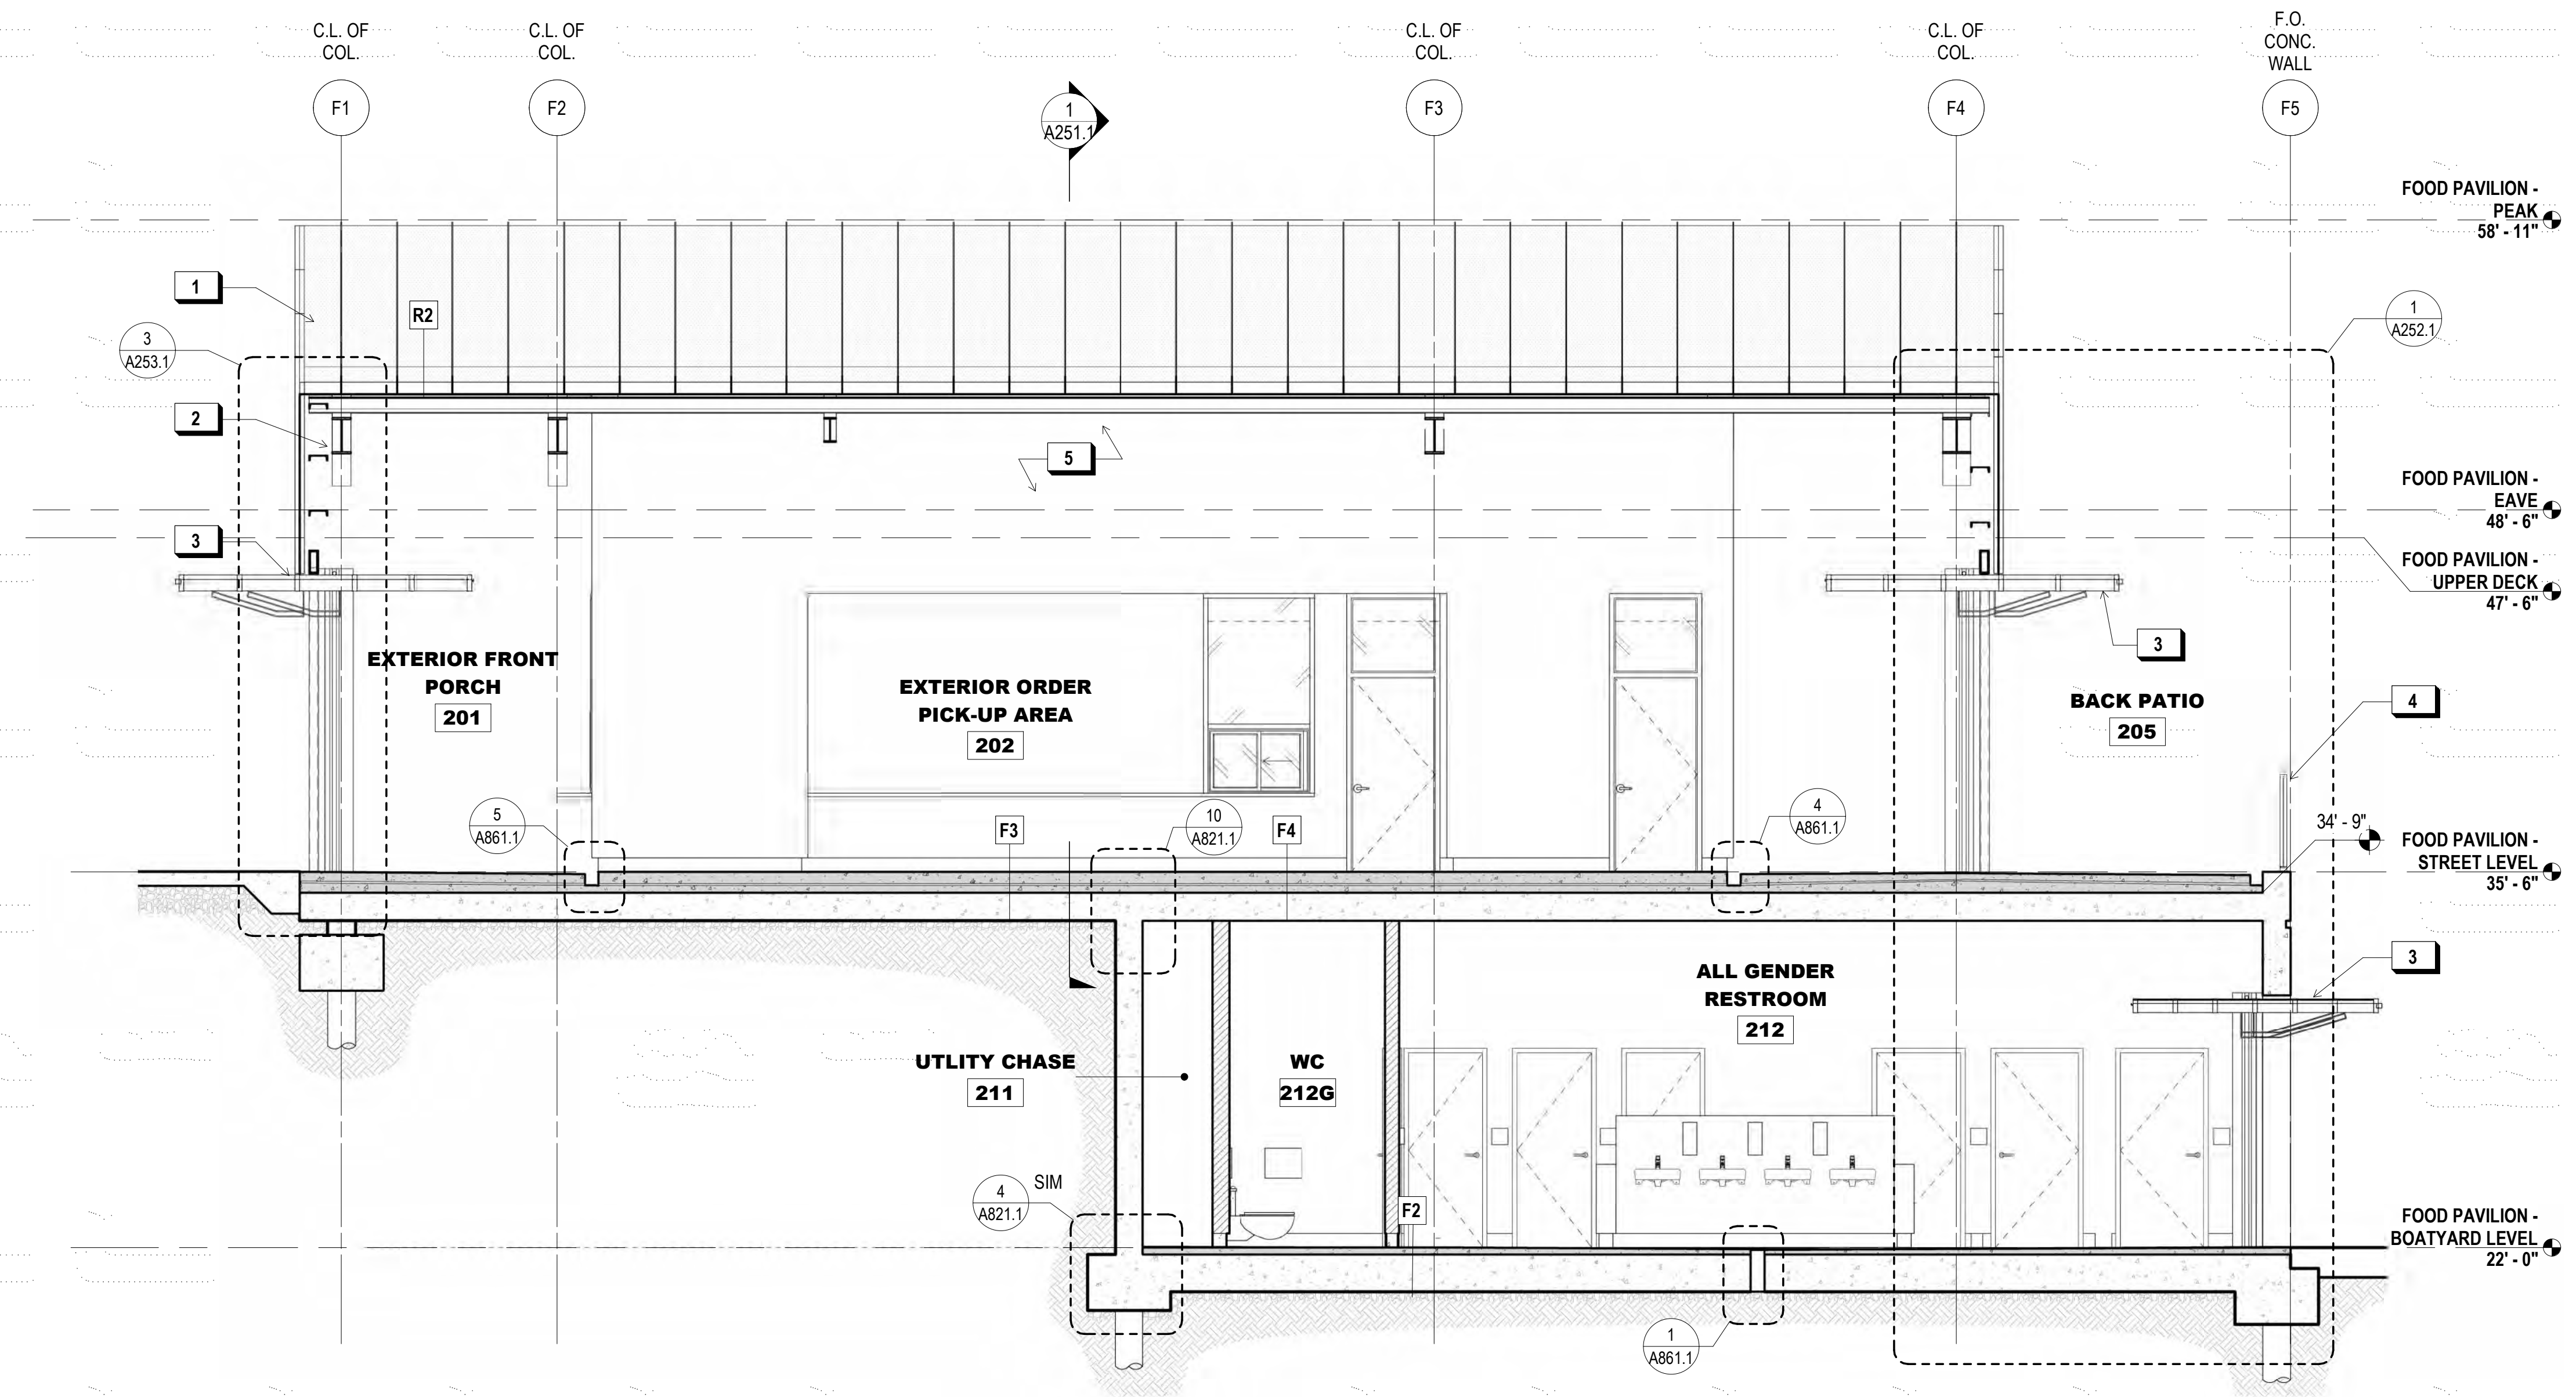 C.L. OF
COL.
C.L. OF
COL.
C.L. OF
COL.
C.L. OF
COL.
F.O.
CONC.
WALL
F1
F2
1
A251.1
F3
F4
F5
FOOD PAVILION -
PEAK
58' - 11"
1
R2
1
A252.1
3
A253.1
2
5
FOOD PAVILION -
EAVE
48' - 6"
3
FOOD PAVILION -
UPPER DECK
47' - 6"
3
EXTERIOR FRONT
PORCH
201
EXTERIOR ORDER
PICK-UP AREA
202
BACK PATIO
205
4
5
A861.1
F3
10
A821.1
F4
4
A861.1
34' - 9"
FOOD PAVILION -
STREET LEVEL
35' - 6"
3
ALL GENDER
RESTROOM
212
UTLITY CHASE
211
WC
212G
4
A821.1
SIM
F2
FOOD PAVILION -
BOATYARD LEVEL
22' - 0"
1
A861.1